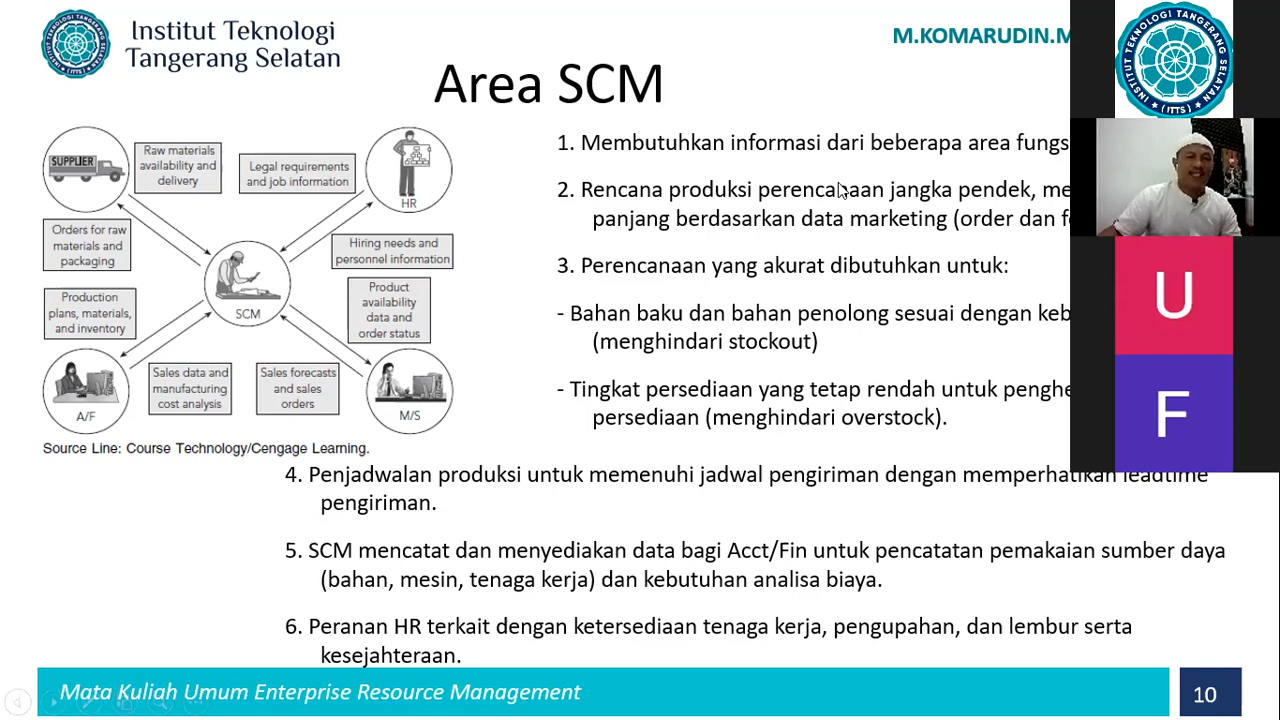 Institut Teknologi
Tangerang Selatan
M.KOMARUDIN.M
INSTITUT TEKNOLOGI TANGERANG SELATAN
(ITTS)
Area SCM
SUPPLIER
Raw materials
availability and
delivery
Legal requirements
and job information
HR
Orders for raw
materials and
packaging
Hiring needs and
personnel information
Production
plans, materials,
and inventory
SCM
Product
availability
data and
order status
A/F
Sales data and
manufacturing
cost analysis
Sales forecasts
and sales
orders
M/S
Source Line: Course Technology/Cengage Learning.
1. Membutuhkan informasi dari beberapa area fungs
2. Rencana produksi perencanaan jangka pendek, me
panjang berdasarkan data marketing (order dan f
3. Perencanaan yang akurat dibutuhkan untuk:
- Bahan baku dan bahan penolong sesuai dengan keb
(menghindari stockout)
- Tingkat persediaan yang tetap rendah untuk penghe
persediaan (menghindari overstock).
4. Penjadwalan produksi untuk memenuhi jadwal pengiriman dengan memperhatikan leadtime
pengiriman.
5. SCM mencatat dan menyediakan data bagi Acct/Fin untuk pencatatan pemakaian sumber daya
(bahan, mesin, tenaga kerja) dan kebutuhan analisa biaya.
6. Peranan HR terkait dengan ketersediaan tenaga kerja, pengupahan, dan lembur serta
kesejahteraan.
U
F
Mata Kuliah Umum Enterprise Resource Management
10